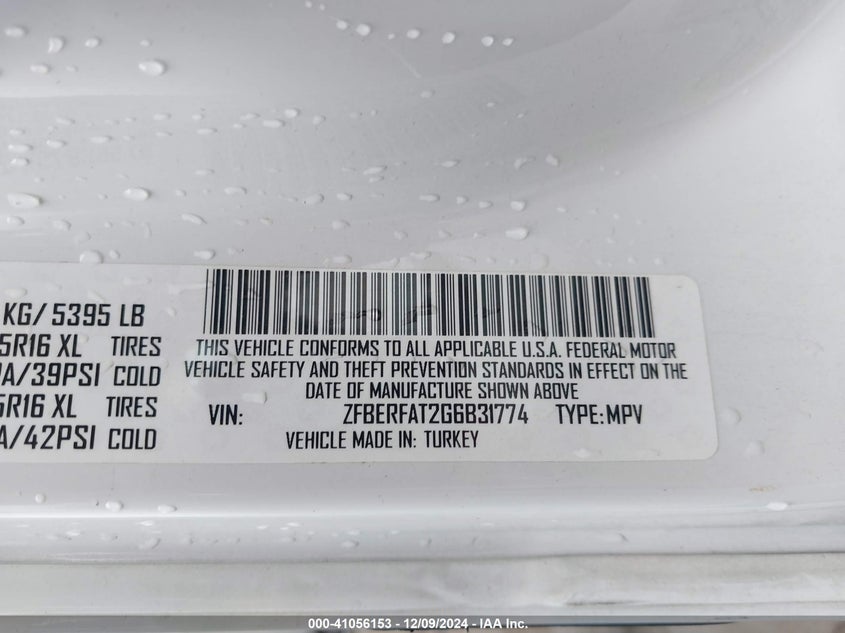 KG/ 5395 LB
5R16 XL TIRES
A/39PSI COLD
5R16 XL TIRES
A/42PSI COLD
THIS VEHICLE CONFORMS TO ALL APPLICABLE U.S.A. FEDERAL MOTOR
VEHICLE SAFETY AND THEFT PREVENTION STANDARDS IN EFFECT ON THE
DATE OF MANUFACTURE SHOWN ABOVE
VIN: ZFBERFAT2G6B31774 TYPE: MPV
VEHICLE MADE IN: TURKEY
000-41056153 - 12/09/2024 - IAA Inc.